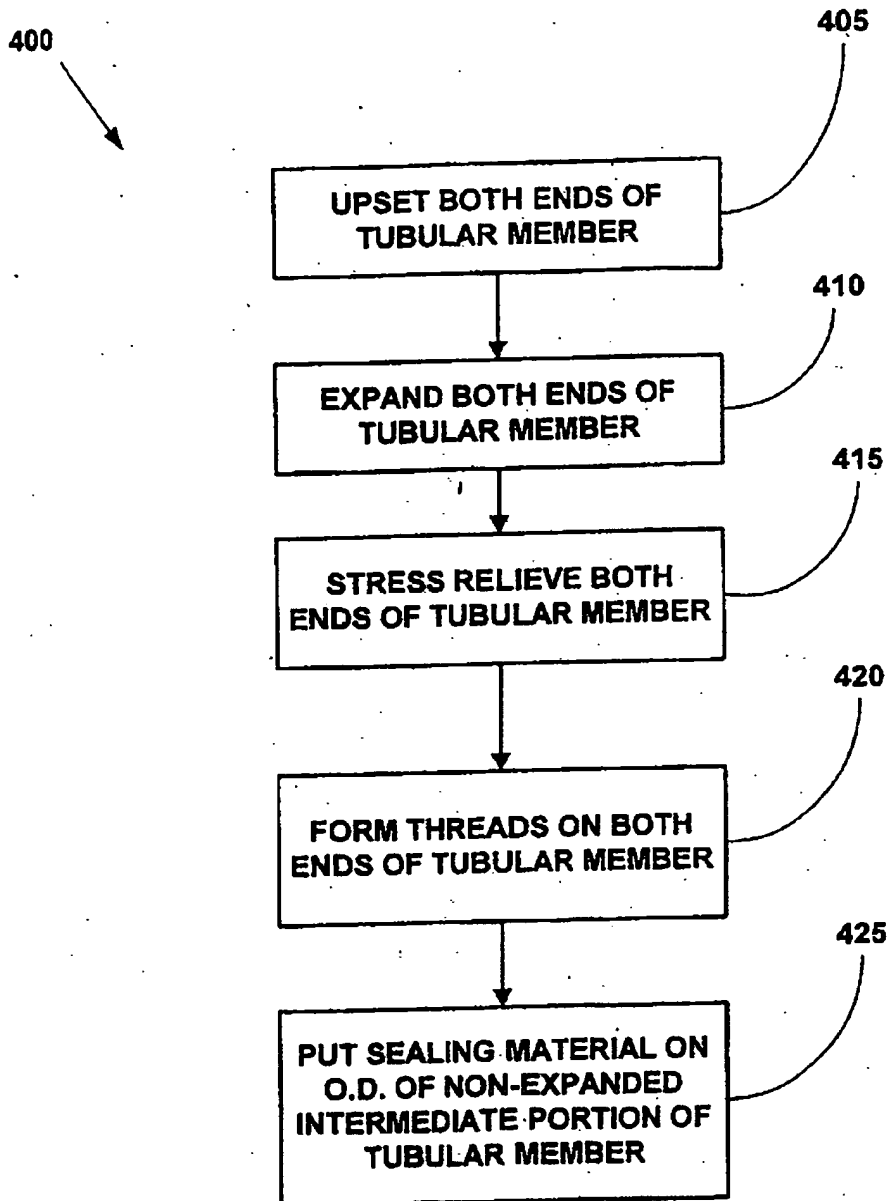 400
405
UPSET BOTH ENDS OF
TUBULAR MEMBER
410
EXPAND BOTH ENDS OF
TUBULAR MEMBER
415
STRESS RELIEVE BOTH
ENDS OF TUBULAR MEMBER
420
FORM THREADS ON BOTH
ENDS OF TUBULAR MEMBER
425
PUT SEALING MATERIAL ON
O.D. OF NON-EXPANDED
INTERMEDIATE PORTION OF
TUBULAR MEMBER